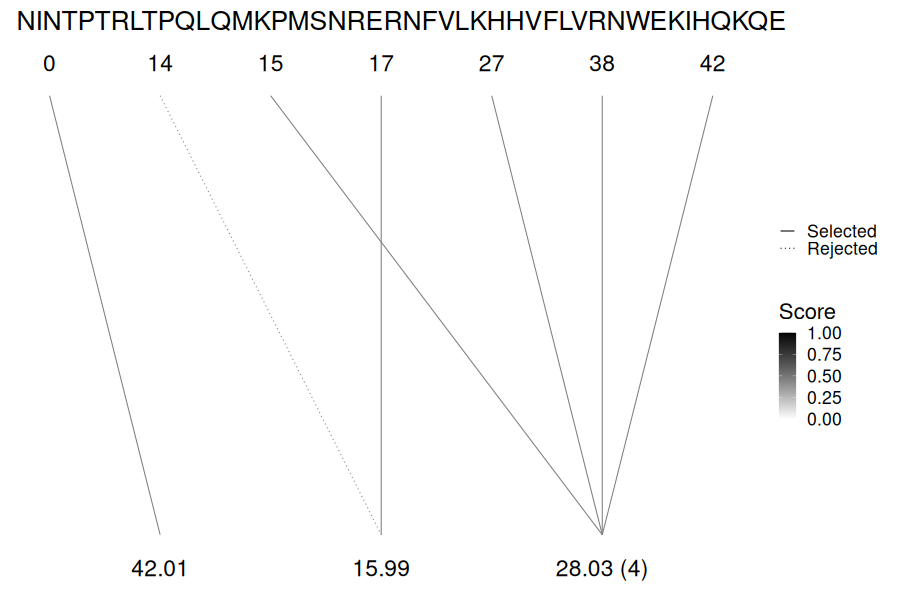 NINTPTRLTPQLQMKPMSNRERNFVLKHHVFLVRNWEKIHQKQE
0 14 15 17 27 38 42
Selected
Rejected
Score
1.00
0.75
0.50
0.25
0.00
42.01 15.99 28.03 (4)